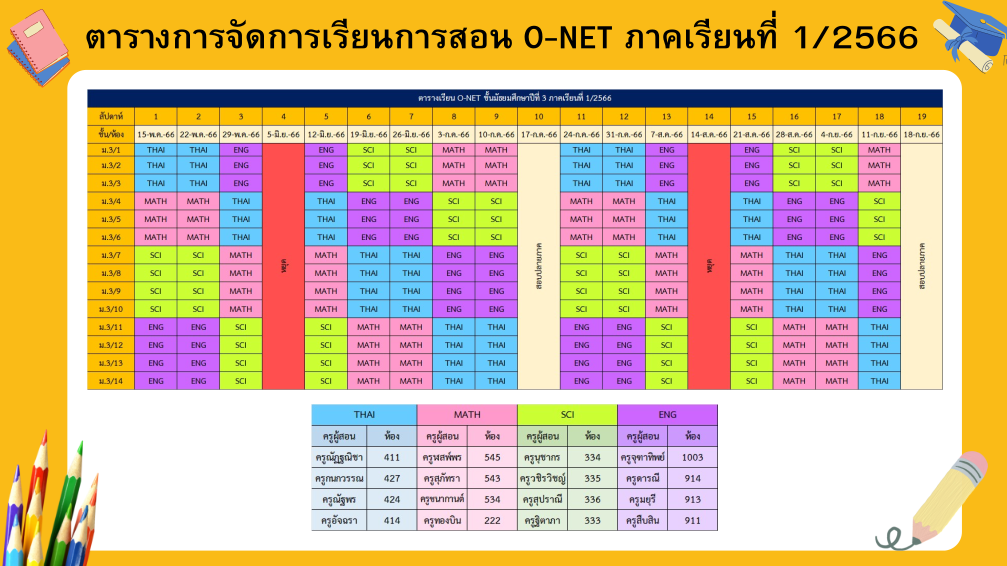 ตารางการจัดการเรียนการสอน O-NET ภาคเรียนที่ 1/2566
ตารางเรียน O-NET ชั้นมัธยมศึกษาปีที่ 3 ภาคเรียนที่ 1/2566
สัปดาห์ 1 2 3 4 5 6 7 8 9 10 11 12 13 14 15 16 17 18 19
ชั้น/ห้อง 15-พ.ค.-66 22-พ.ค.-66 29-พ.ค.-66 5-มิ.ย.-66 12-มิ.ย.-66 19-มิ.ย.-66 26-มิ.ย.-66 3-ก.ค.-66 10-ก.ค.-66 17-ก.ค.-66 24-ก.ค.-66 31-ก.ค.-66 7-ส.ค.-66 14-ส.ค.-66 21-ส.ค.-66 28-ส.ค.-66 4-ก.ย.-66 11-ก.ย.-66 18-ก.ย.-66
ม.3/1 THAI THAI ENG ENG SCI SCI MATH MATH THAI THAI ENG ENG SCI SCI MATH
ม.3/2 THAI THAI ENG ENG SCI SCI MATH MATH THAI THAI ENG ENG SCI SCI MATH
ม.3/3 THAI THAI ENG ENG SCI SCI MATH MATH THAI THAI ENG ENG SCI SCI MATH
ม.3/4 MATH MATH THAI THAI ENG ENG SCI SCI MATH MATH THAI THAI ENG ENG SCI
ม.3/5 MATH MATH THAI THAI ENG ENG SCI SCI MATH MATH THAI THAI ENG ENG SCI
ม.3/6 MATH MATH THAI THAI ENG ENG SCI SCI MATH MATH THAI THAI ENG ENG SCI
ม.3/7 SCI SCI MATH MATH THAI THAI ENG ENG SCI SCI MATH MATH THAI THAI ENG
ม.3/8 SCI SCI MATH MATH THAI THAI ENG ENG SCI SCI MATH MATH THAI THAI ENG
ม.3/9 SCI SCI MATH MATH THAI THAI ENG ENG SCI SCI MATH MATH THAI THAI ENG
ม.3/10 SCI SCI MATH MATH THAI THAI ENG ENG SCI SCI MATH MATH THAI THAI ENG
ม.3/11 ENG ENG SCI SCI MATH MATH THAI THAI ENG ENG SCI SCI MATH MATH THAI
ม.3/12 ENG ENG SCI SCI MATH MATH THAI THAI ENG ENG SCI SCI MATH MATH THAI
ม.3/13 ENG ENG SCI SCI MATH MATH THAI THAI ENG ENG SCI SCI MATH MATH THAI
ม.3/14 ENG ENG SCI SCI MATH MATH THAI THAI ENG ENG SCI SCI MATH MATH THAI
หยุด
สอบปลายภาค
หยุด
สอบปลายภาค
THAI MATH SCI ENG
ครูผู้สอน ห้อง ครูผู้สอน ห้อง ครูผู้สอน ห้อง ครูผู้สอน ห้อง
ครูณัฏฐณิชา 411 ครูพสพร 545 ครูนุชากร 334 ครูจุฑาทิพย์ 1003
ครูกนกวรรณ 427 ครูสุภัทรา 543 ครูวชิรวิชญ์ 335 ครูดารณี 914
ครูณัฐพร 424 ครูชนากานต์ 534 ครูสุปราณี 336 ครูมยุรี 913
ครูอัจฉรา 414 ครูทองบิน 222 ครูฐิตาภา 333 ครูสืบสิน 911